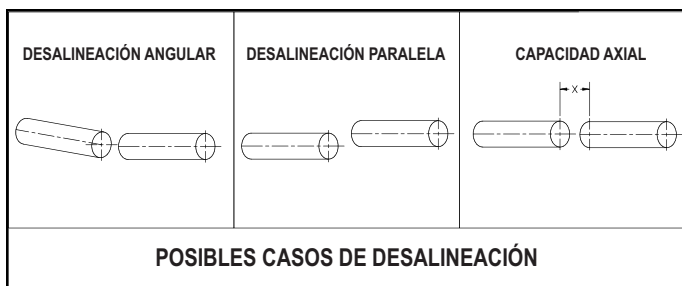 DESALINEACIÓN ANGULAR
DESALINEACIÓN PARALELA
CAPACIDAD AXIAL
X
POSIBLES CASOS DE DESALINEACIÓN